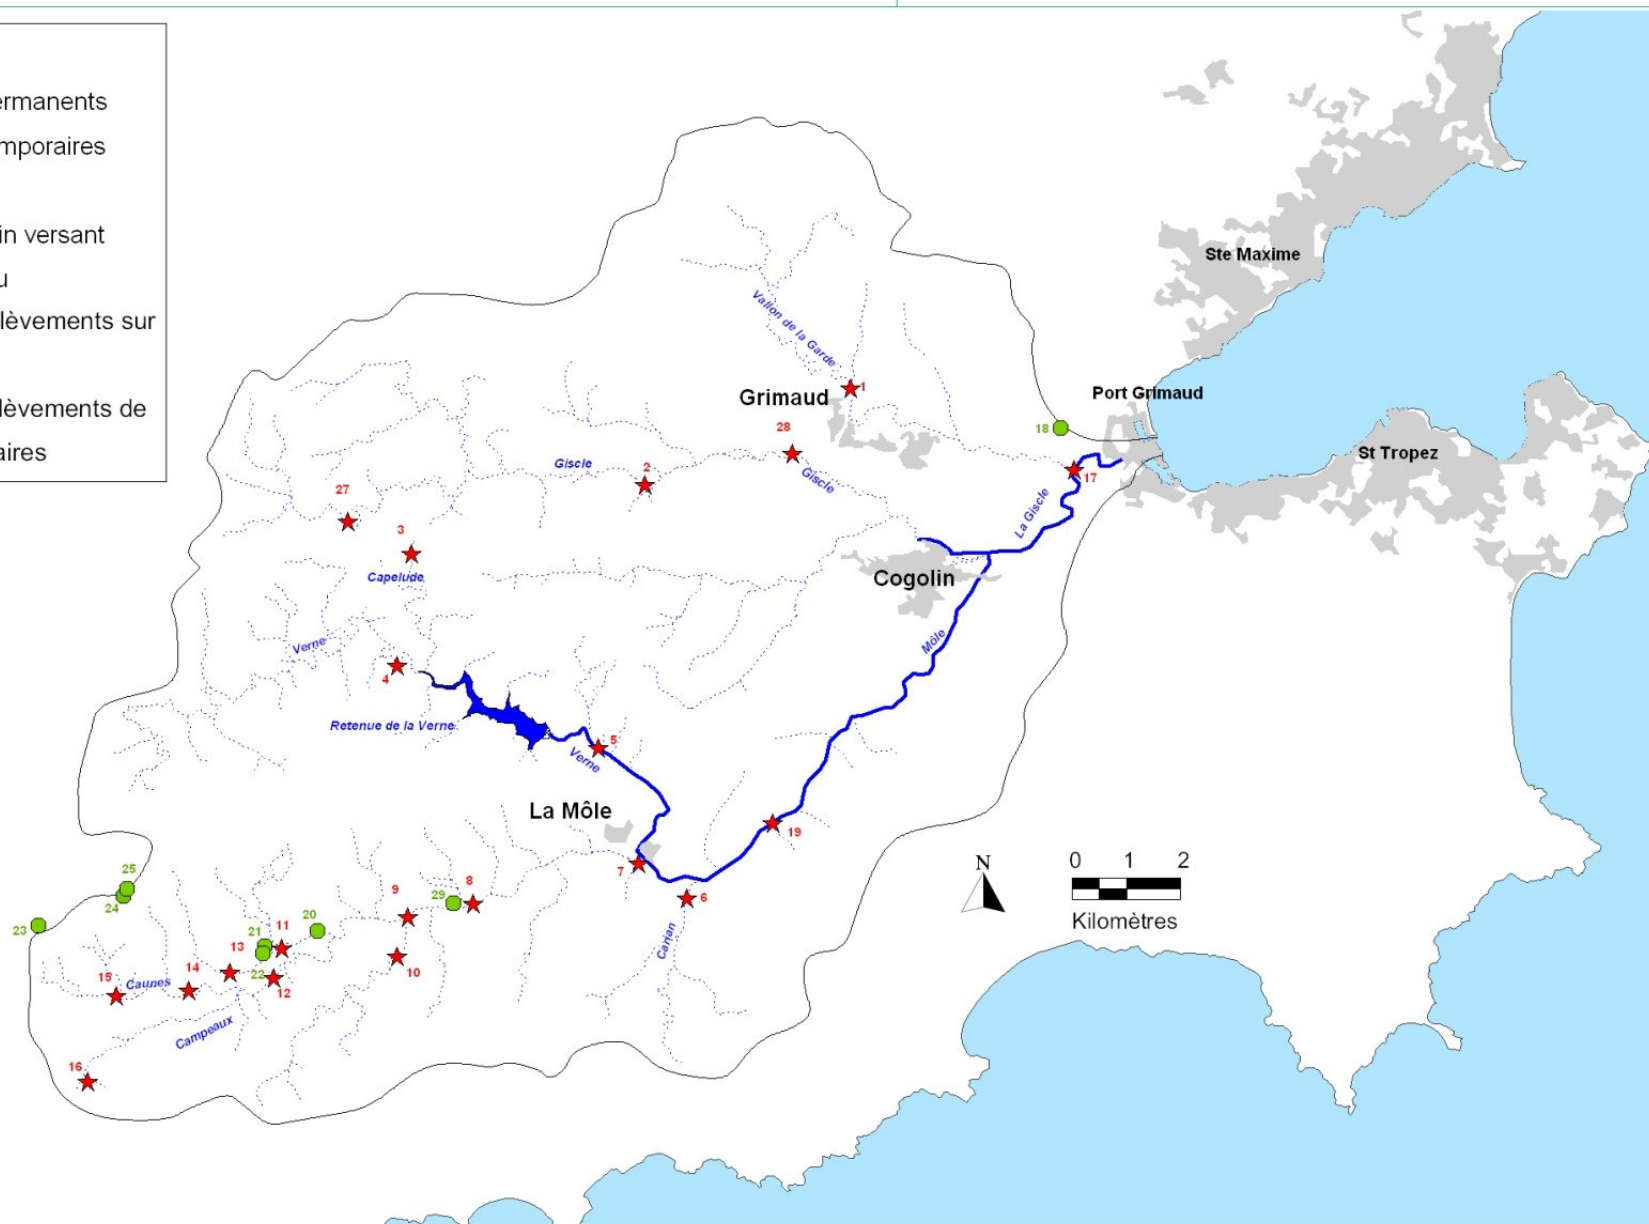 ermanents
mporaires
in versant
u
lèvements sur
lèvements de
aires
Ste Maxime
Vallon de la Garde
1
Grimaud
Port Grimaud
28
18
St Tropez
Giscle
2
Giscle
17
27
La Giscle
3
Capelude
Cogolin
Verne
Môle
4
Retenue de la Verne
5
Verne
La Môle
19
N
0 1 2
Kilomètres
7
25
24
8
9
29
6
23
20
21
11
13
Carian
10
22
14
15
Caunes
12
Campeaux
16